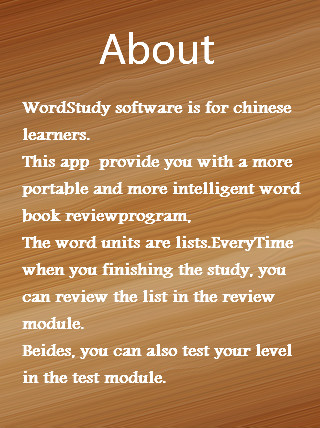 About
WordStudy software is for chinese
learners.
This app  provide you with a more
portable and more intelligent word
book reviewprogram,
The word units are lists.EveryTime
when you finishing the study, you
can review the list in the review
module.
Beides, you can also test your level
in the test module.